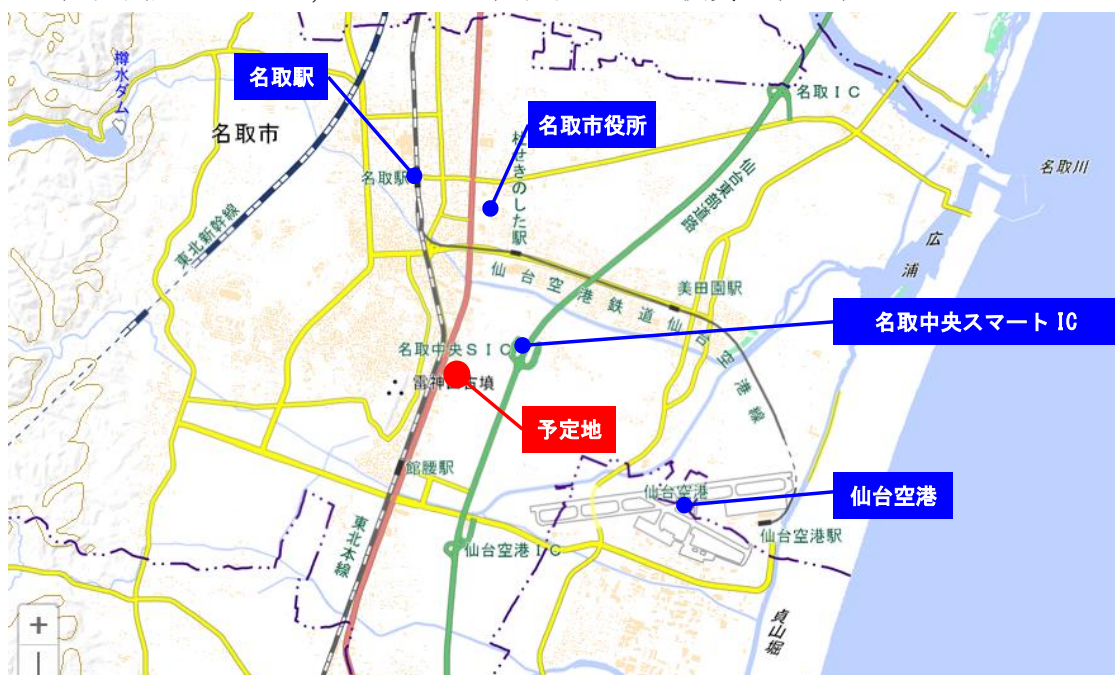 樽水ダム
名取駅
名取IC
名取市
名取市役所
名取駅
杜せきのした駅
仙台東部道路
名取川
東北新幹線
広浦
仙台空港鉄道仙台空港線
美田園駅
名取中央スマートIC
名取中央SIC
雷神山古墳
予定地
館腰駅
仙台空港
仙台空港
東北本線
仙台空港IC
仙台空港駅
貞山堀
+